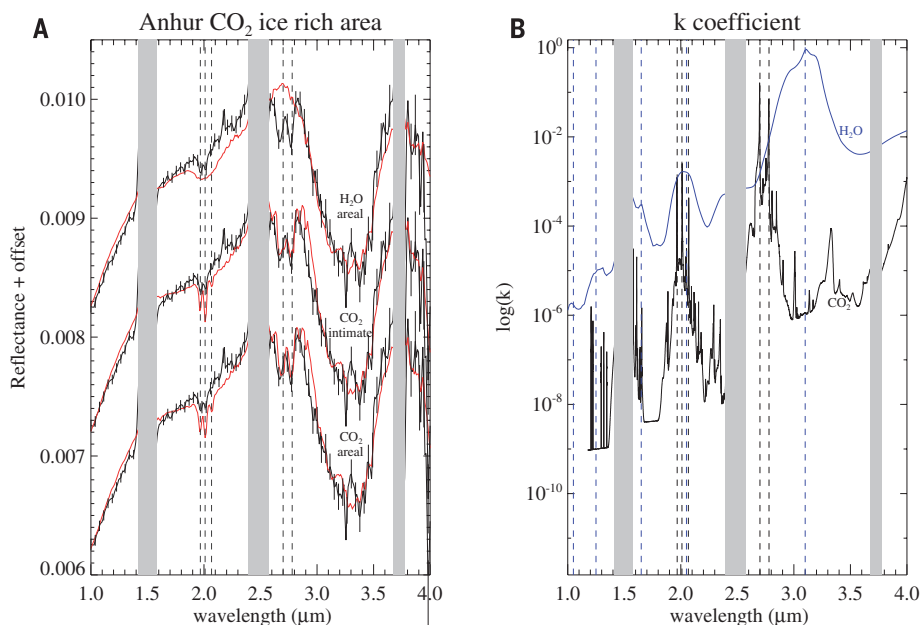 A
Anhur CO₂ ice rich area
Reflectance + offset
0.010
0.009
0.008
0.007
0.006
H₂O
areal
CO₂
intimate
CO₂
areal
1.0 1.5 2.0 2.5 3.0 3.5 4.0
wavelength (μm)
B
k coefficient
log(k)
10⁰
10⁻²
10⁻⁴
10⁻⁶
10⁻⁸
10⁻¹⁰
H₂O
CO₂
1.0 1.5 2.0 2.5 3.0 3.5 4.0
wavelength (μm)